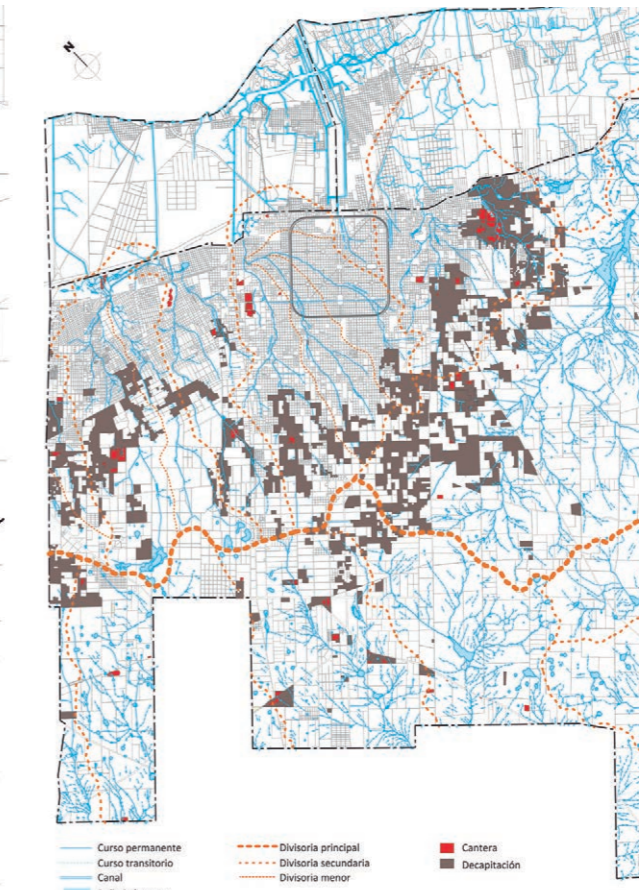 N
Curso permanente
Curso transitorio
Canal
Divisoria principal
Divisoria secundaria
Divisoria menor
Cantera
Decapitación